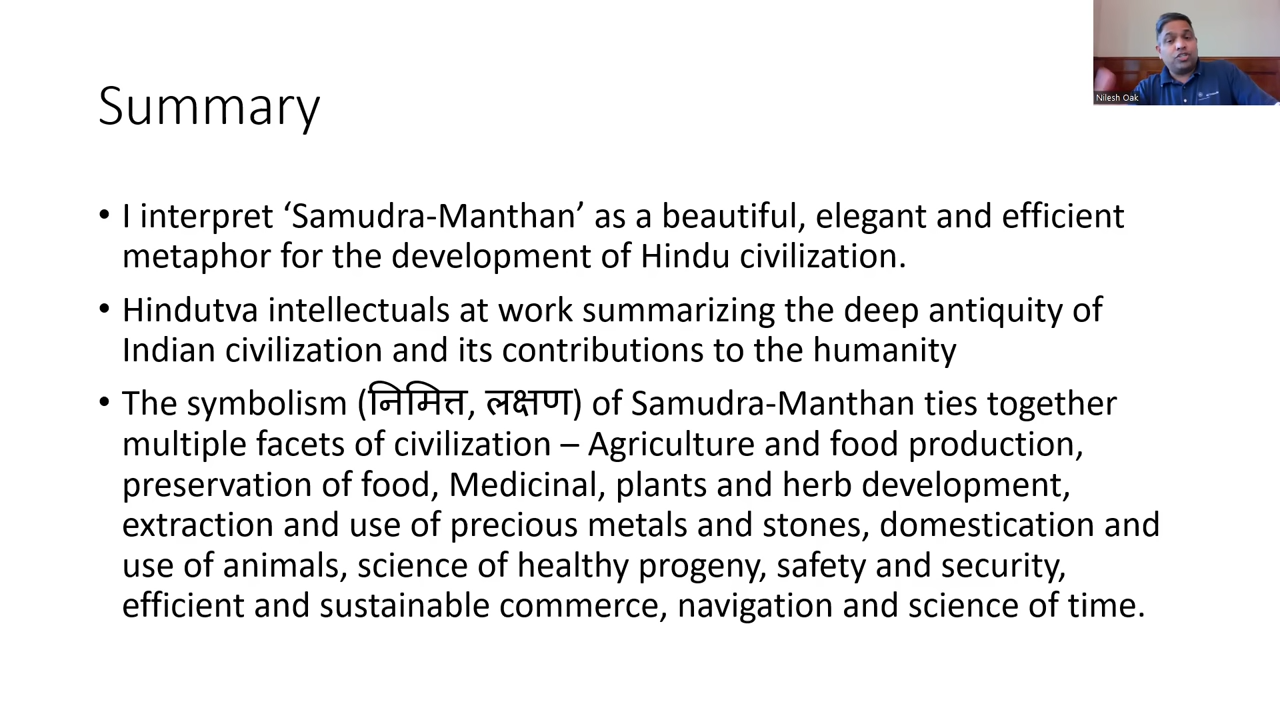 Summary
Nilesh Oak
• I interpret ‘Samudra-Manthan’ as a beautiful, elegant and efficient
metaphor for the development of Hindu civilization.
• Hindutva intellectuals at work summarizing the deep antiquity of
Indian civilization and its contributions to the humanity
• The symbolism (निमित्त, लक्षण) of Samudra-Manthan ties together
multiple facets of civilization – Agriculture and food production,
preservation of food, Medicinal, plants and herb development,
extraction and use of precious metals and stones, domestication and
use of animals, science of healthy progeny, safety and security,
efficient and sustainable commerce, navigation and science of time.